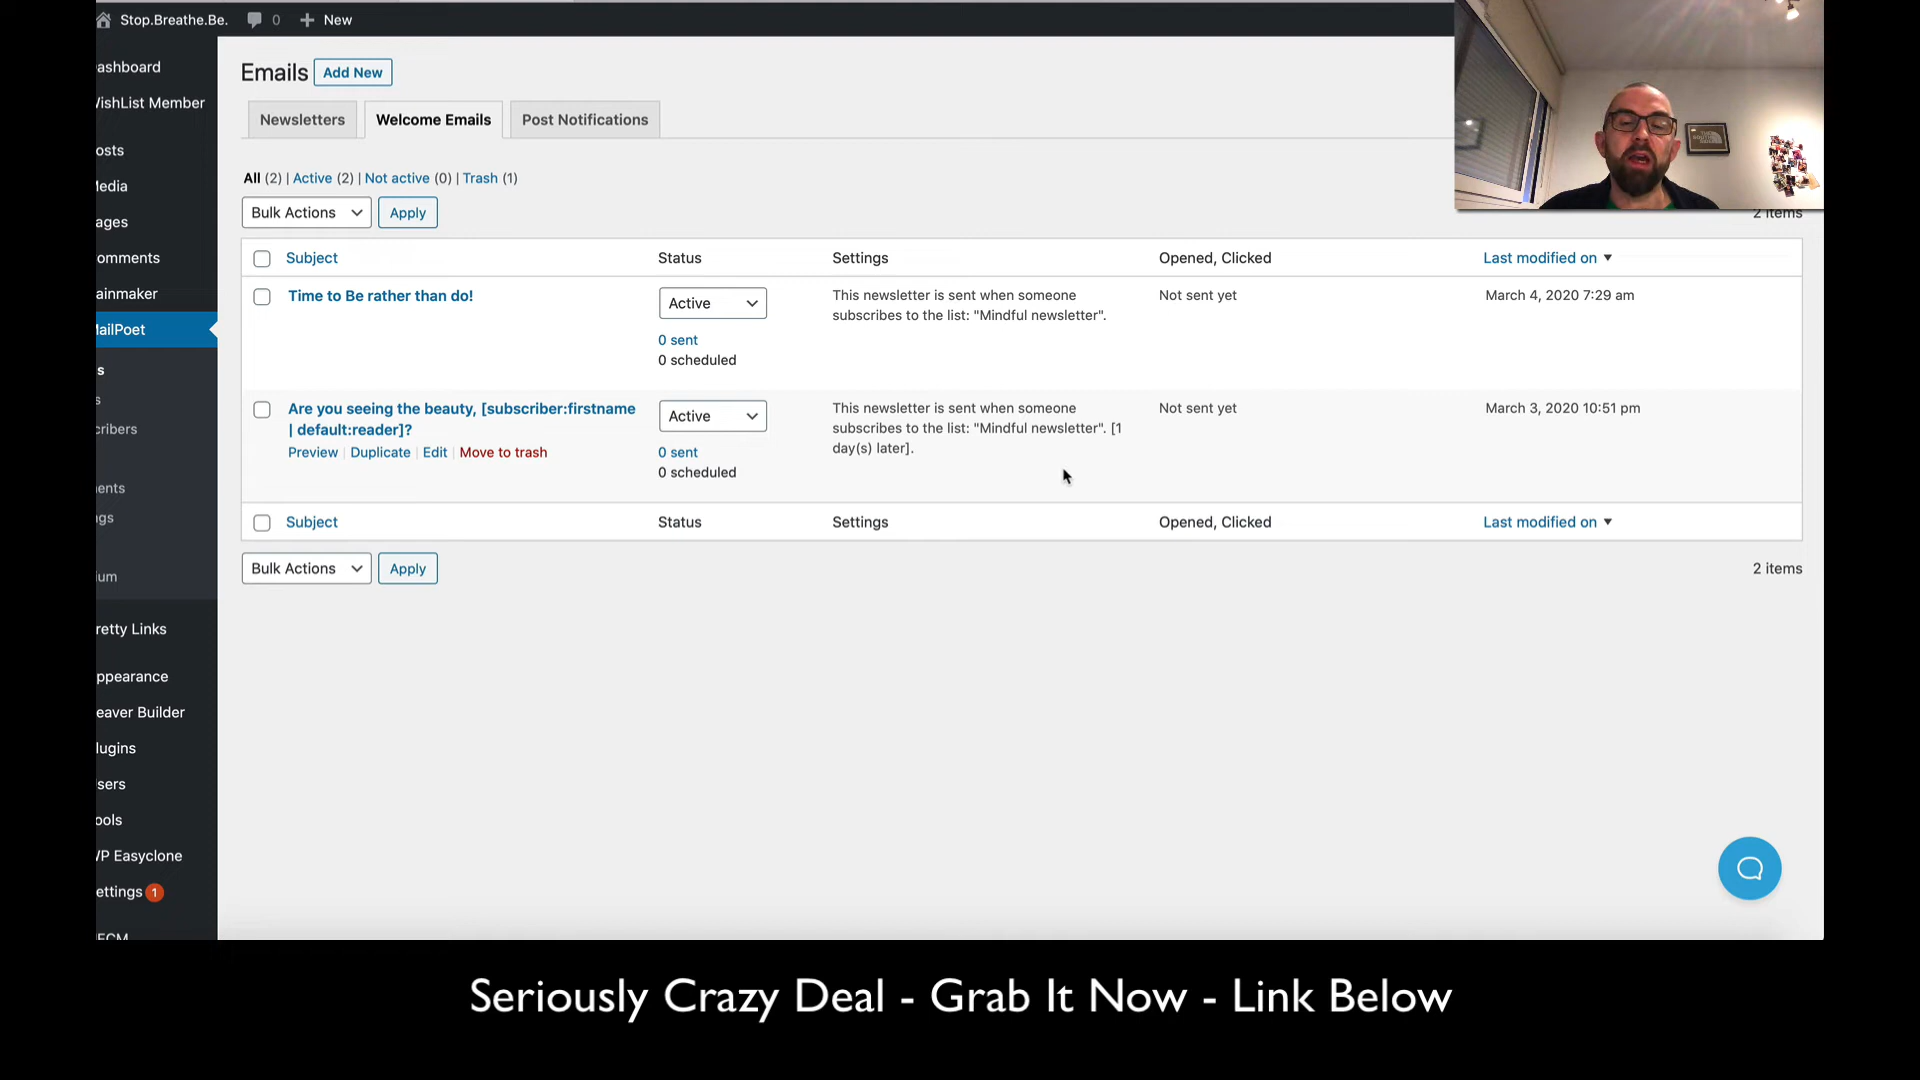 Stop.Breathe.Be. 0 + New
ashboard
ishList Member
osts
edia
ages
omments
ainmaker
ailPoet
s
s
cribers
ents
gs
ium
retty Links
ppearance
eaver Builder
lugins
sers
ools
P Easyclone
ettings 1
ECM
Emails Add New
Newsletters Welcome Emails Post Notifications
All (2) | Active (2) | Not active (0) | Trash (1)
Bulk Actions Apply
2 items
Subject Status Settings Opened, Clicked Last modified on
Time to Be rather than do! Active This newsletter is sent when someone Not sent yet March 4, 2020 7:29 am
subscribes to the list: "Mindful newsletter".
0 sent
0 scheduled
Are you seeing the beauty, [subscriber:firstname Active This newsletter is sent when someone Not sent yet March 3, 2020 10:51 pm
| default:reader]? subscribes to the list: "Mindful newsletter". [1
Preview | Duplicate | Edit | Move to trash 0 sent day(s) later].
0 scheduled
Subject Status Settings Opened, Clicked Last modified on
Bulk Actions Apply 2 items
Seriously Crazy Deal - Grab It Now - Link Below